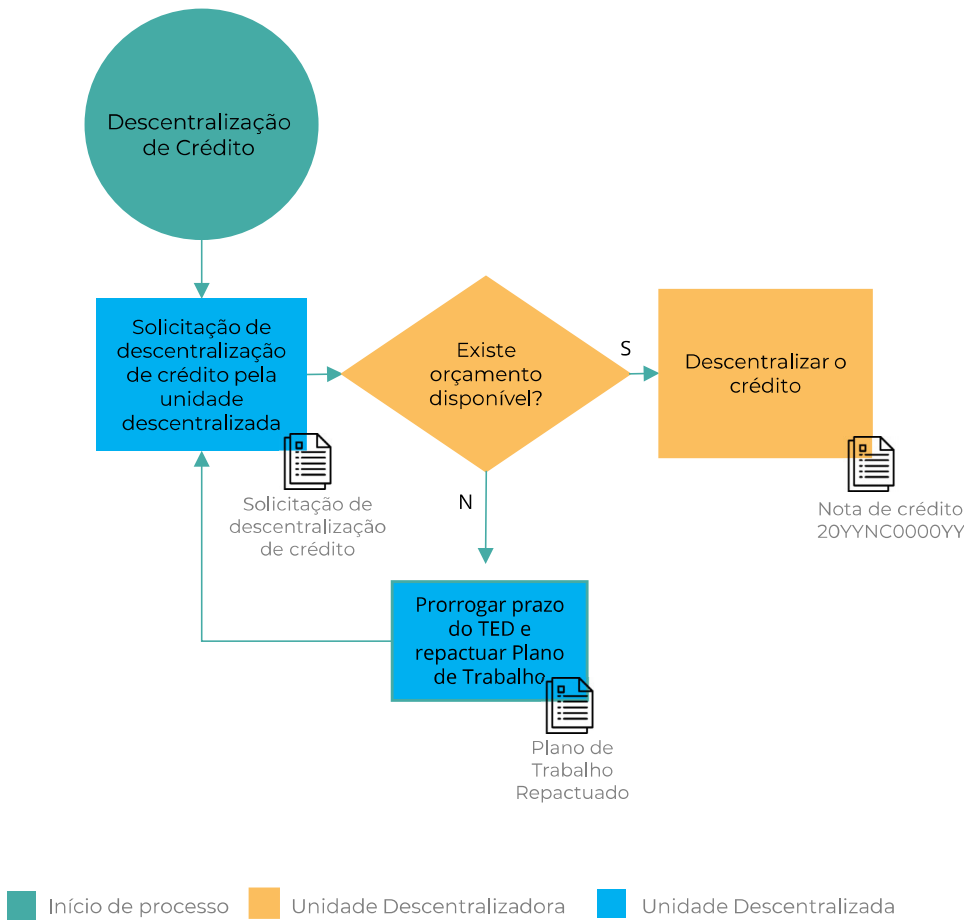 Descentralização
de Crédito
Solicitação de
descentralização
de crédito pela
unidade
descentralizada
Existe
orçamento
disponível?
S
Descentralizar o
crédito
N
Solicitação de
descentralização
de crédito
Nota de crédito
20YYNC0000YY
Prorrogar prazo
do TED e
repactuar Plano
de Trabalho
Plano de
Trabalho
Repactuado
Início de processo
Unidade Descentralizadora
Unidade Descentralizada